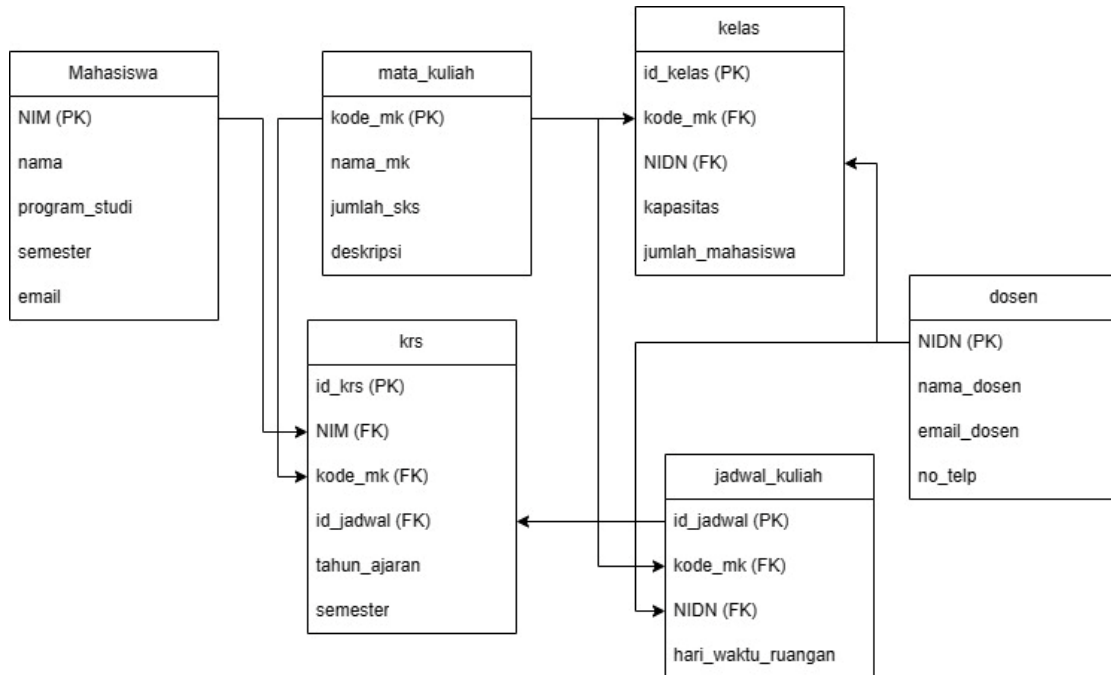 Mahasiswa
NIM (PK)
nama
program_studi
semester
email
mata_kuliah
kode_mk (PK)
nama_mk
jumlah_sks
deskripsi
kelas
id_kelas (PK)
kode_mk (FK)
NIDN (FK)
kapasitas
jumlah_mahasiswa
dosen
NIDN (PK)
nama_dosen
email_dosen
no_telp
krs
id_krs (PK)
NIM (FK)
kode_mk (FK)
id_jadwal (FK)
tahun_ajaran
semester
jadwal_kuliah
id_jadwal (PK)
kode_mk (FK)
NIDN (FK)
hari_waktu_ruangan